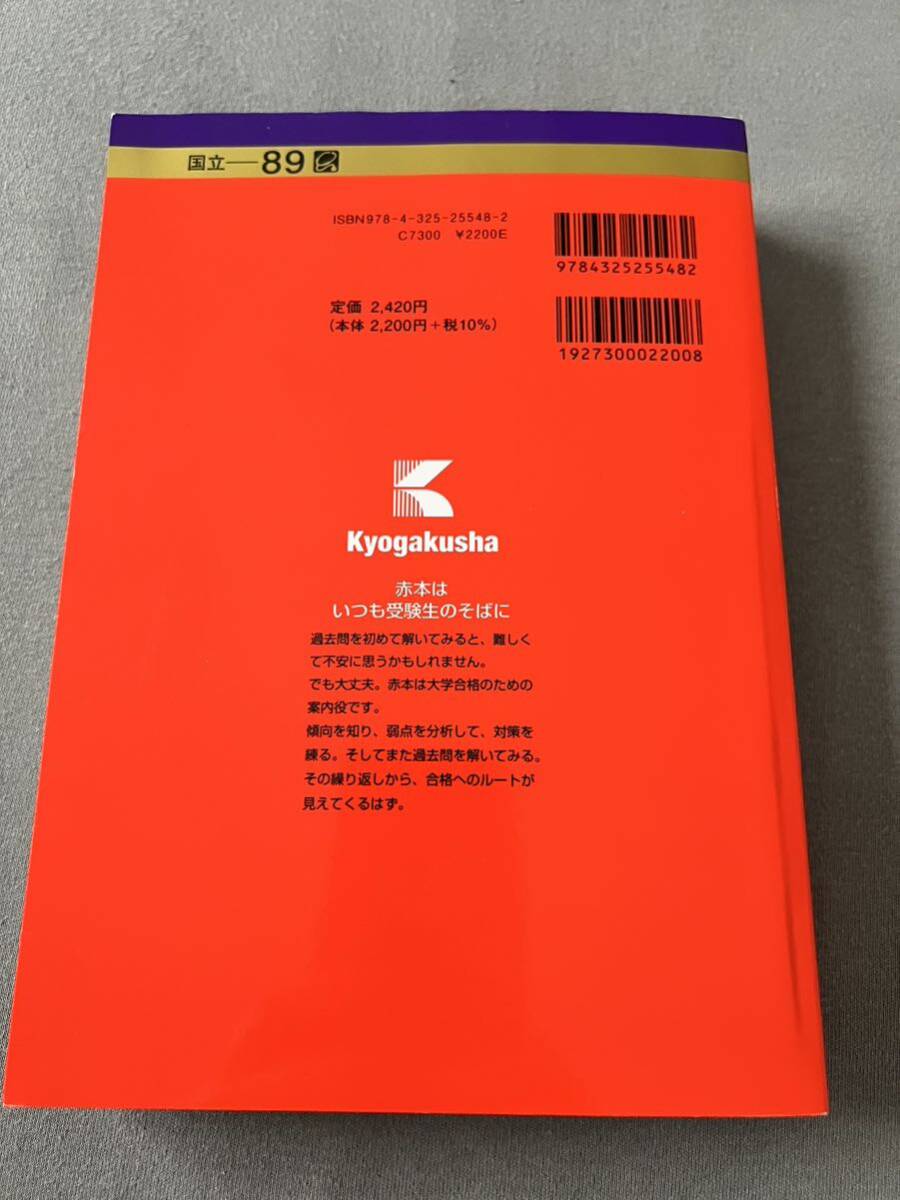 国立―89
ISBN978-4-325-25548-2
C7300 ¥2200E
9784325255482
定価 2,420円
(本体 2,200円+税10%)
1927300022008
Kyogakusha
赤本は
いつも受験生のそばに
過去問を初めて解いてみると、難しく
て不安に思うかもしれません。
でも大丈夫。赤本は大学合格のための
案内役です。
傾向を知り、弱点を分析して、対策を
練る。そしてまた過去問を解いてみる。
その繰り返しから、合格へのルートが
見えてくるはず。